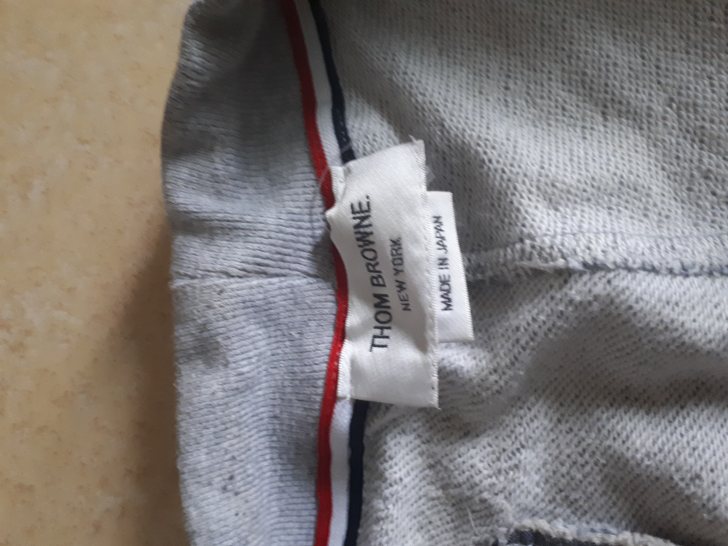 THOM BROWNE.
NEW YORK
MADE IN JAPAN